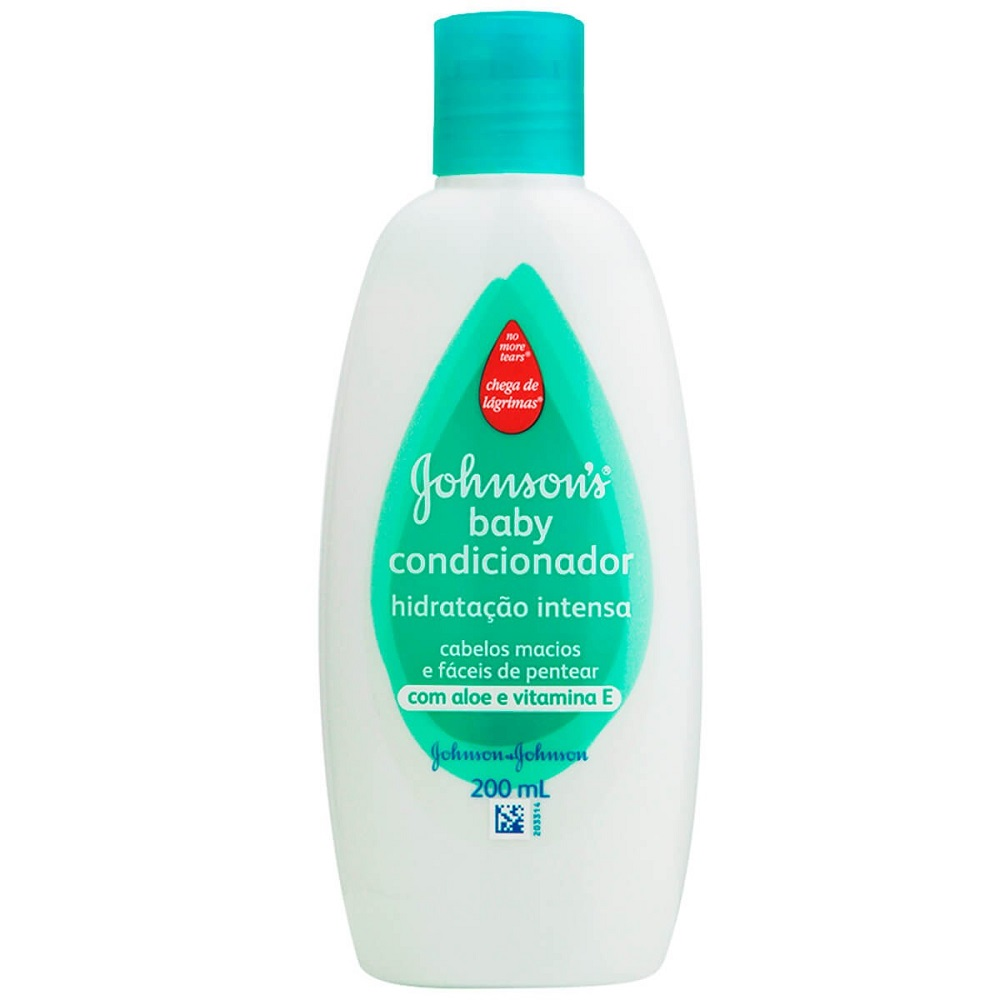 no
more
tears®
chega de
lágrimas®
Johnson's®
baby
condicionador
hidratação intensa
cabelos macios
e fáceis de pentear
com aloe e vitamina E
Johnson & Johnson
200 mL
203314